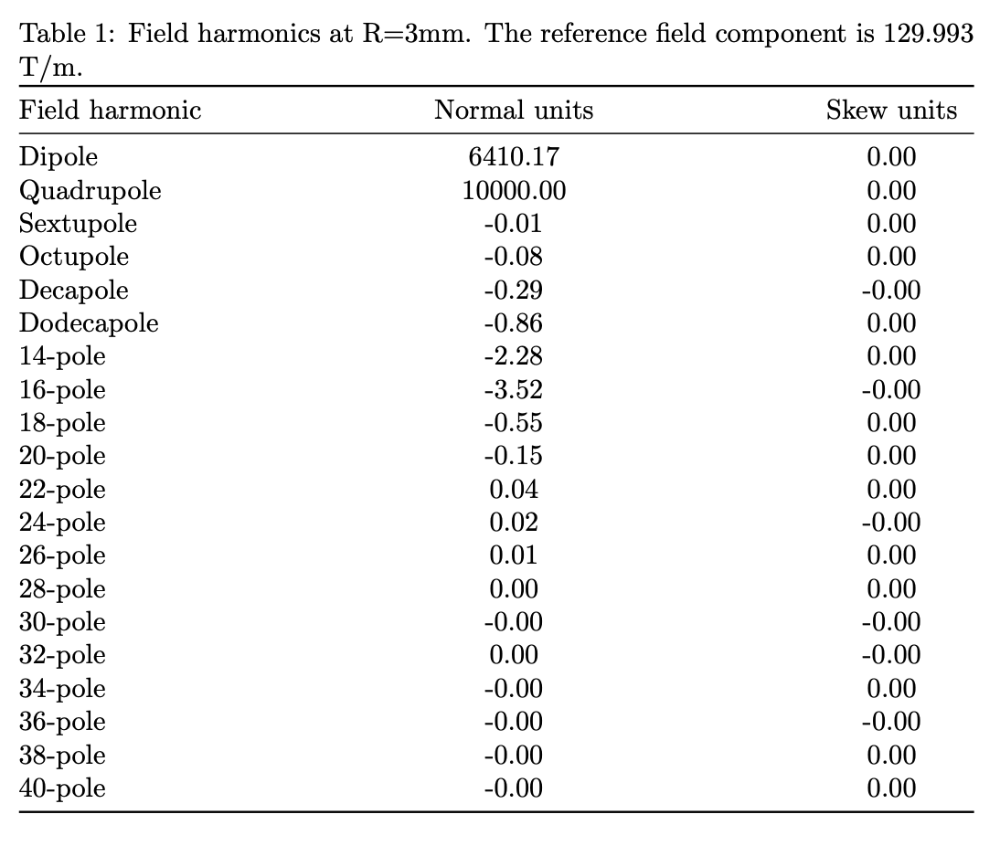 Table 1: Field harmonics at R=3mm. The reference field component is 129.993
T/m.
Field harmonic Normal units Skew units
Dipole 6410.17 0.00
Quadrupole 10000.00 0.00
Sextupole -0.01 0.00
Octupole -0.08 0.00
Decapole -0.29 -0.00
Dodecapole -0.86 0.00
14-pole -2.28 0.00
16-pole -3.52 -0.00
18-pole -0.55 0.00
20-pole -0.15 0.00
22-pole 0.04 0.00
24-pole 0.02 -0.00
26-pole 0.01 0.00
28-pole 0.00 0.00
30-pole -0.00 -0.00
32-pole 0.00 -0.00
34-pole -0.00 0.00
36-pole -0.00 -0.00
38-pole -0.00 0.00
40-pole -0.00 0.00